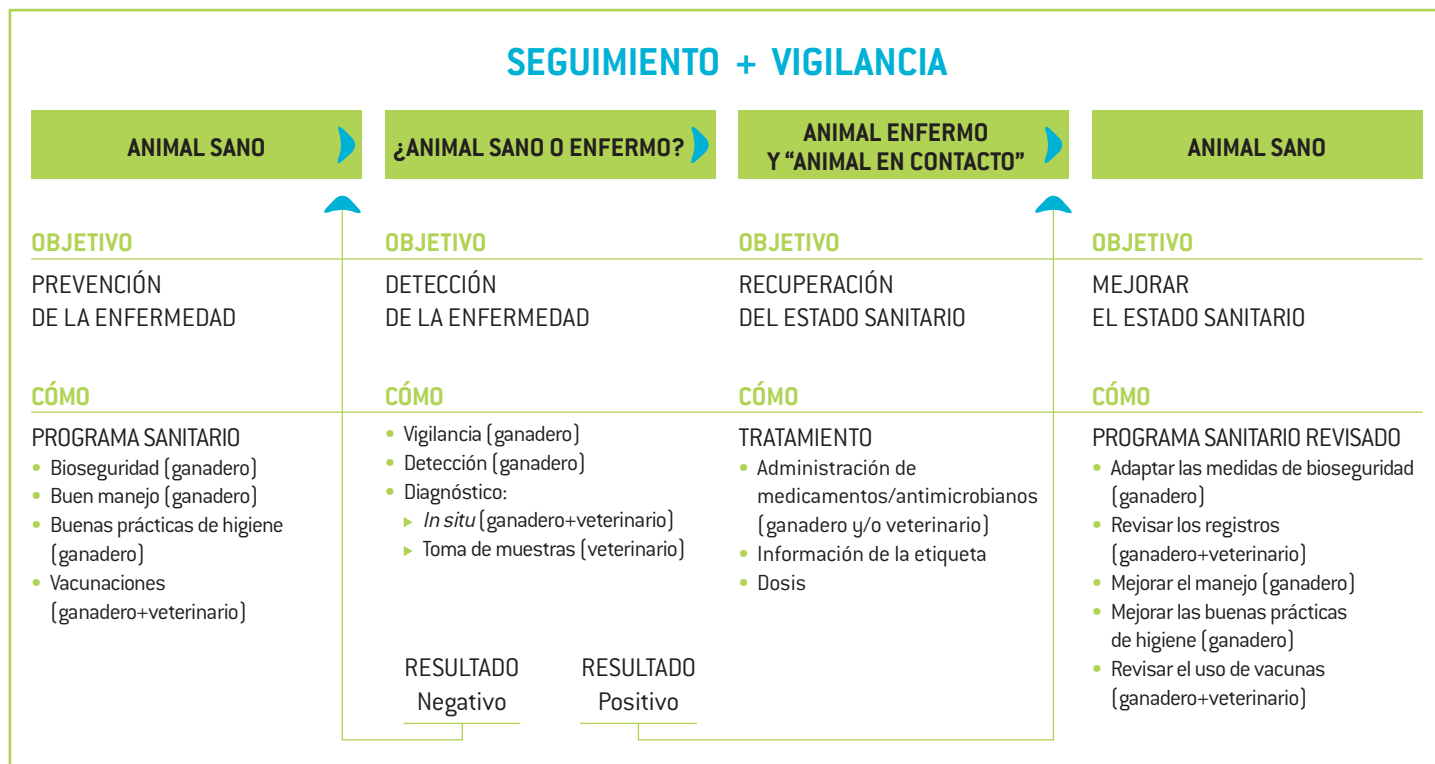 SEGUIMIENTO + VIGILANCIA
ANIMAL SANO
OBJETIVO
PREVENCIÓN
DE LA ENFERMEDAD
CÓMO
PROGRAMA SANITARIO
• Bioseguridad (ganadero)
• Buen manejo (ganadero)
• Buenas prácticas de higiene
(ganadero)
• Vacunaciones
(ganadero+veterinario)
¿ANIMAL SANO O ENFERMO?
OBJETIVO
DETECCIÓN
DE LA ENFERMEDAD
CÓMO
• Vigilancia (ganadero)
• Detección (ganadero)
• Diagnóstico:
▸ In situ (ganadero+veterinario)
▸ Toma de muestras (veterinario)
RESULTADO
Negativo
RESULTADO
Positivo
ANIMAL ENFERMO
Y “ANIMAL EN CONTACTO”
OBJETIVO
RECUPERACIÓN
DEL ESTADO SANITARIO
CÓMO
TRATAMIENTO
• Administración de
medicamentos/antimicrobianos
(ganadero y/o veterinario)
• Información de la etiqueta
• Dosis
ANIMAL SANO
OBJETIVO
MEJORAR
EL ESTADO SANITARIO
CÓMO
PROGRAMA SANITARIO REVISADO
• Adaptar las medidas de bioseguridad
(ganadero)
• Revisar los registros
(ganadero+veterinario)
• Mejorar el manejo (ganadero)
• Mejorar las buenas prácticas
de higiene (ganadero)
• Revisar el uso de vacunas
(ganadero+veterinario)